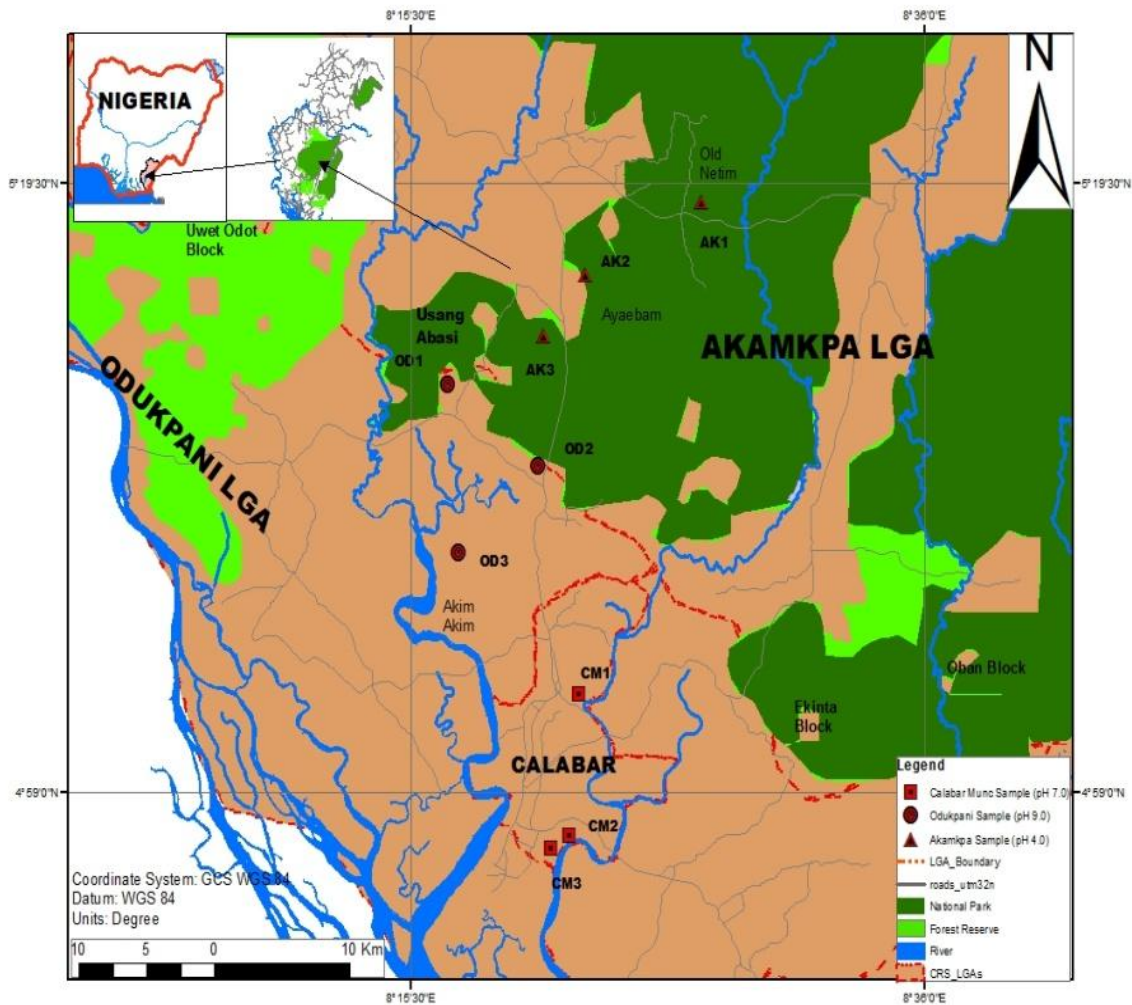 8° 15'30"E
8° 36'0"E
NIGERIA
N
5° 19'30"N
5° 19'30"N
Old
Netim
Uwet Odot
Block
AK1
AK2
Ayaebam
Usang
Abasi
AKAMKPA LGA
OD1
AK3
ODUKPANI LGA
OD2
OD3
Akim
Akim
CM1
Oban Block
Ekinta
Block
CALABAR
4° 59'0"N
4° 59'0"N
CM2
CM3
Legend
Calabar Munc Sample (pH 7.0)
Odukpani Sample (pH 9.0)
Akamkpa Sample (pH 4.0)
LGA_Boundary
roads_utm32n
National Park
Forest Reserve
River
CRS_LGAs
Coordinate System: GCS WGS 84
Datum: WGS 84
Units: Degree
10 5 0 10 Km
8° 15'30"E
8° 36'0"E